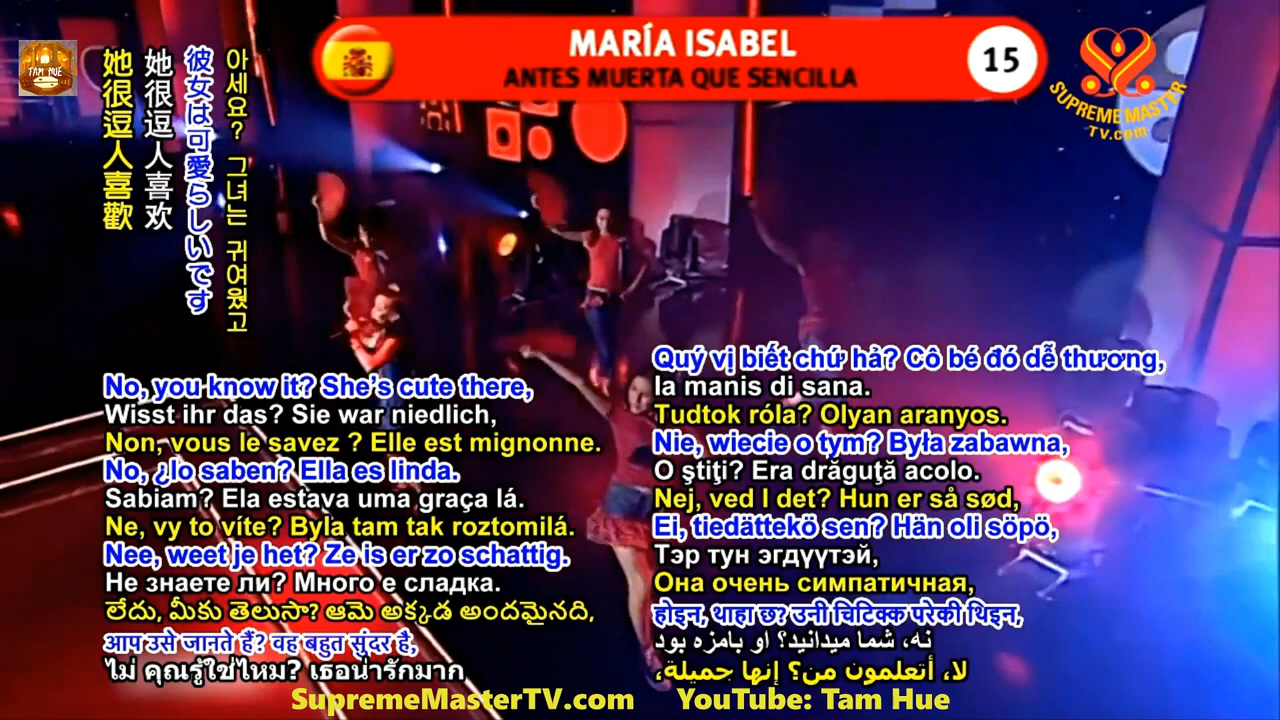 TAM HUE
MARÍA ISABEL
ANTES MUERTA QUE SENCILLA
15
SUPREME MASTER
TV.com
아세요? 그녀는 귀여웠고
彼女は可愛らしいです
她很逗人喜欢
她很逗人喜歡
No, you know it? She's cute there,
Wisst ihr das? Sie war niedlich,
Non, vous le savez ? Elle est mignonne.
No, ¿lo saben? Ella es linda.
Sabiam? Ela estava uma graça lá.
Ne, vy to víte? Byla tam tak roztomilá.
Nee, weet je het? Ze is er zo schattig.
Не знаете ли? Много е сладка.
లేదు, మీకు తెలుసా? ఆమె అక్కడ అందమైనది,
आप उसे जानते हैं? वह बहुत सुंदर है,
ไม่ คุณรู้ใช่ไหม? เธอน่ารักมาก
Quý vị biết chứ hả? Cô bé đó dễ thương,
Ia manis di sana.
Tudtok róla? Olyan aranyos.
Nie, wiecie o tym? Była zabawna,
O ştiţi? Era drăguţă acolo.
Nej, ved I det? Hun er så sød,
Ei, tiedättekö sen? Hän oli söpö,
Тэр тун эгдүүтэй,
Она очень симпатичная,
होइन, थाहा छ? उनी चिटिक्क परेकी थिइन्,
نه، شما میدانید؟ او بامزه بود
لا، أتعلمون من؟ إنها جميلة،
SupremeMasterTV.com
YouTube: Tam Hue